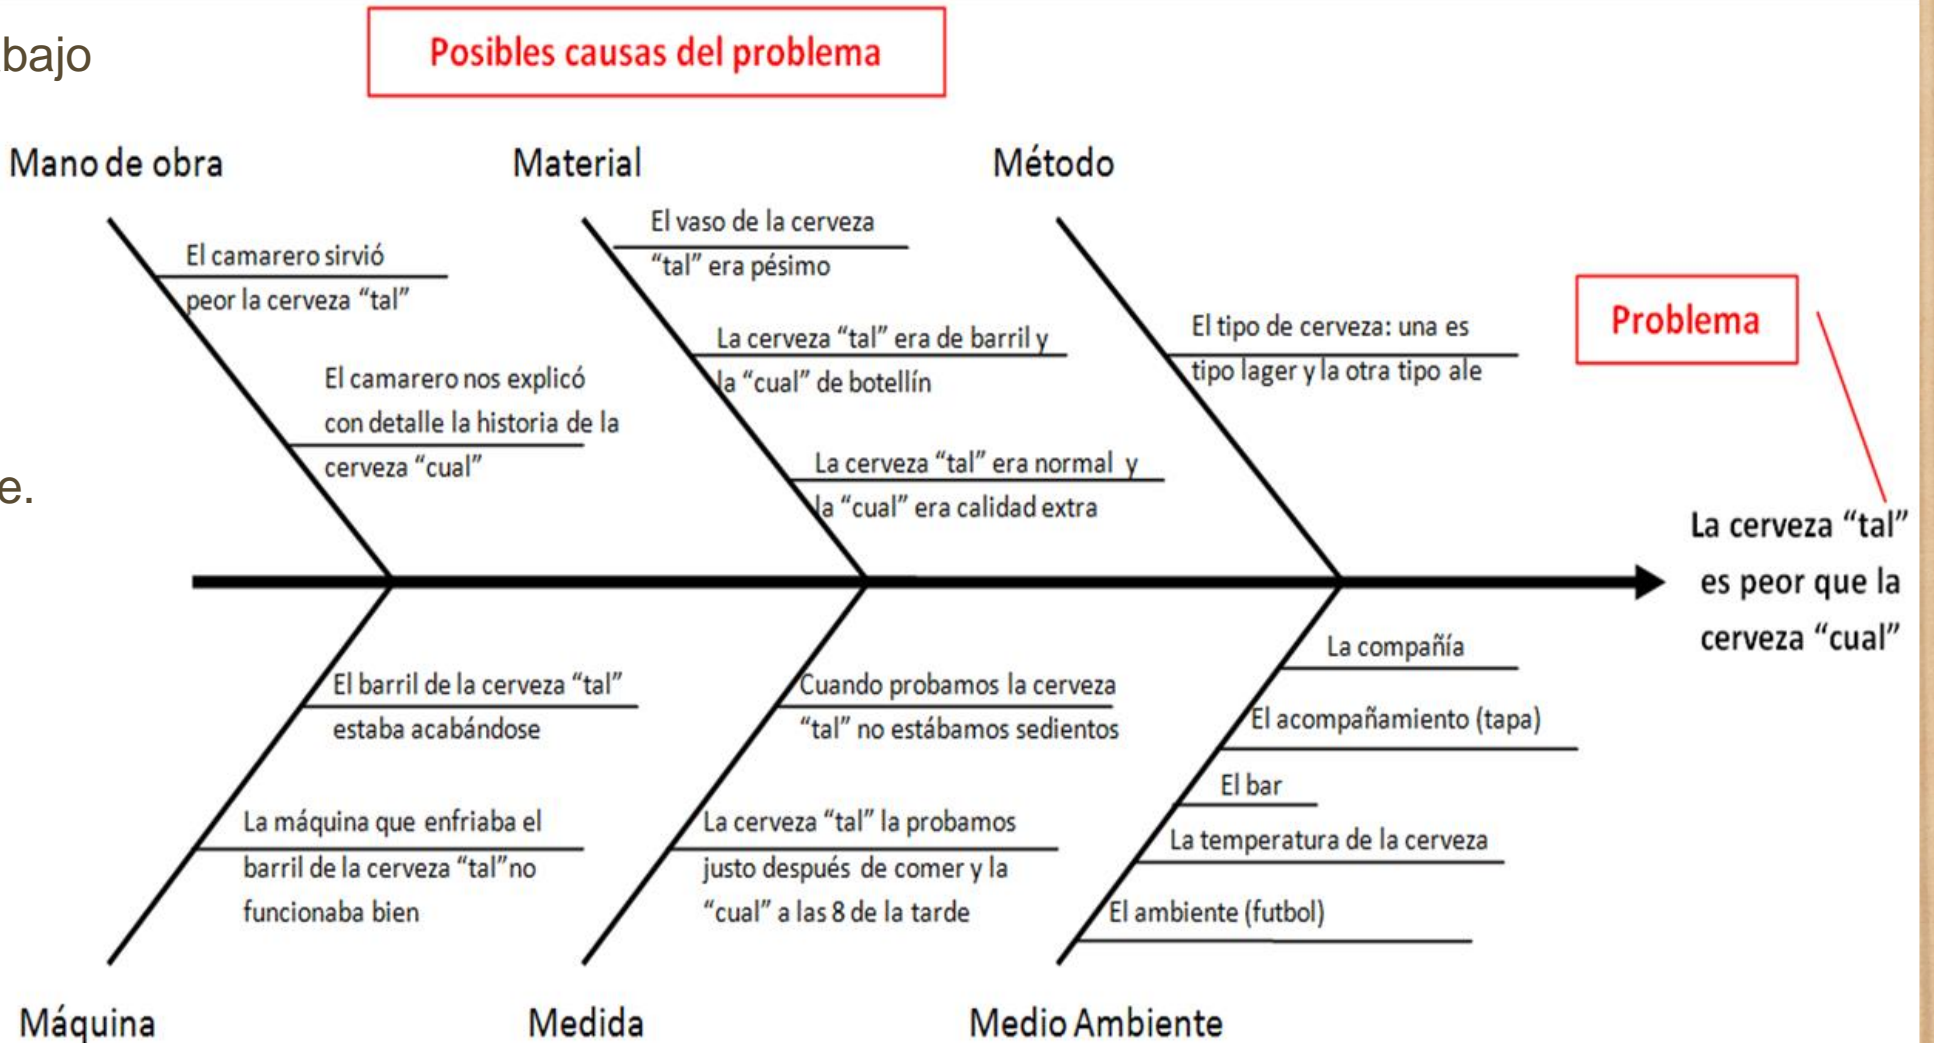 bajo
Posibles causas del problema
Mano de obra
Material
Método
El camarero sirvió
peor la cerveza “tal”
El camarero nos explicó
con detalle la historia de la
cerveza “cual”
El vaso de la cerveza
“tal” era pésimo
La cerveza “tal” era de barril y
la “cual” de botellín
La cerveza “tal” era normal y
la “cual” era calidad extra
El tipo de cerveza: una es
tipo lager y la otra tipo ale
Problema
e.
La cerveza “tal”
es peor que la
cerveza “cual”
El barril de la cerveza “tal”
estaba acabándose
La máquina que enfriaba el
barril de la cerveza “tal”no
funcionaba bien
Cuando probamos la cerveza
“tal” no estábamos sedientos
La cerveza “tal” la probamos
justo después de comer y la
“cual” a las 8 de la tarde
La compañía
El acompañamiento (tapa)
El bar
La temperatura de la cerveza
El ambiente (futbol)
Máquina
Medida
Medio Ambiente